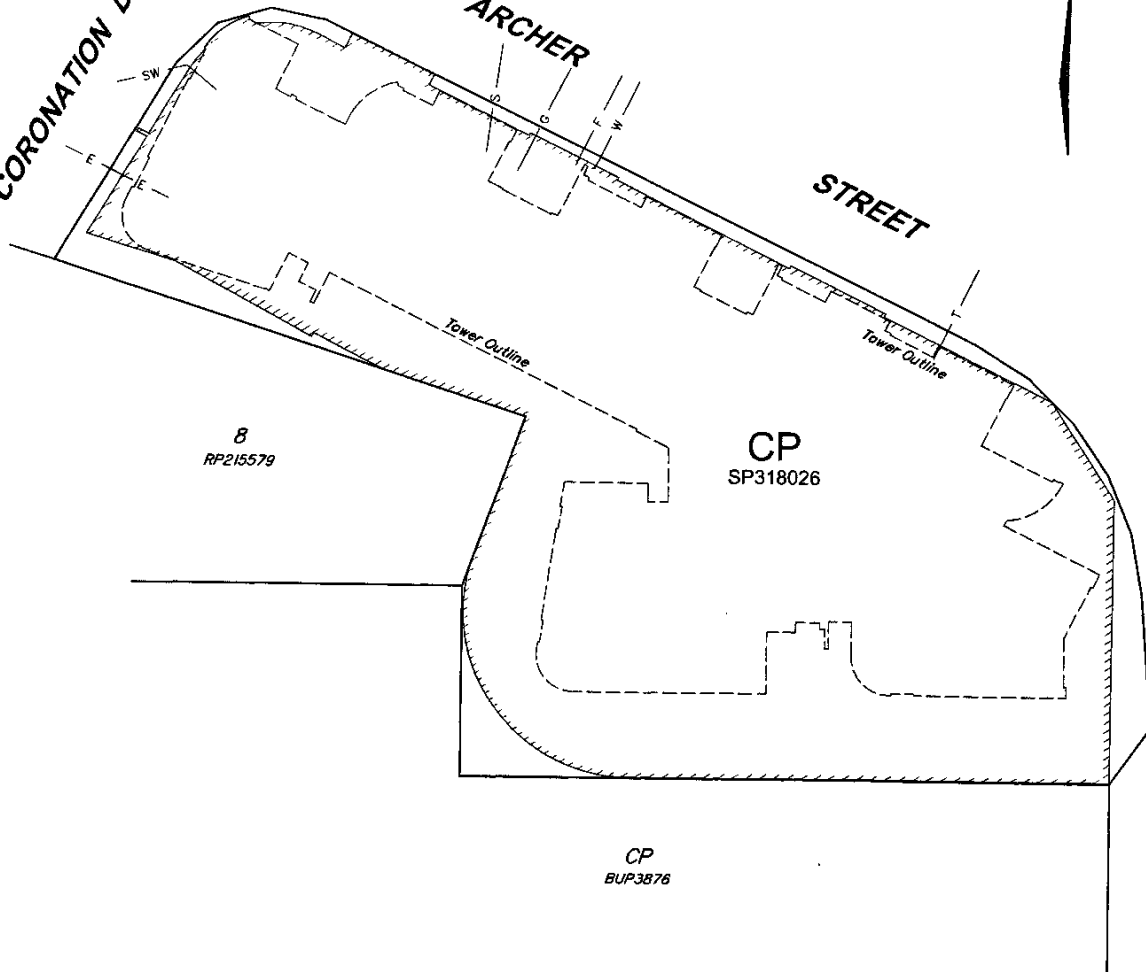 CORONATION D
ARCHER
STREET
SW
S
G
F
W
E
E
T
Tower Outline
Tower Outline
8
RP215579
CP
SP318026
CP
BUP3876